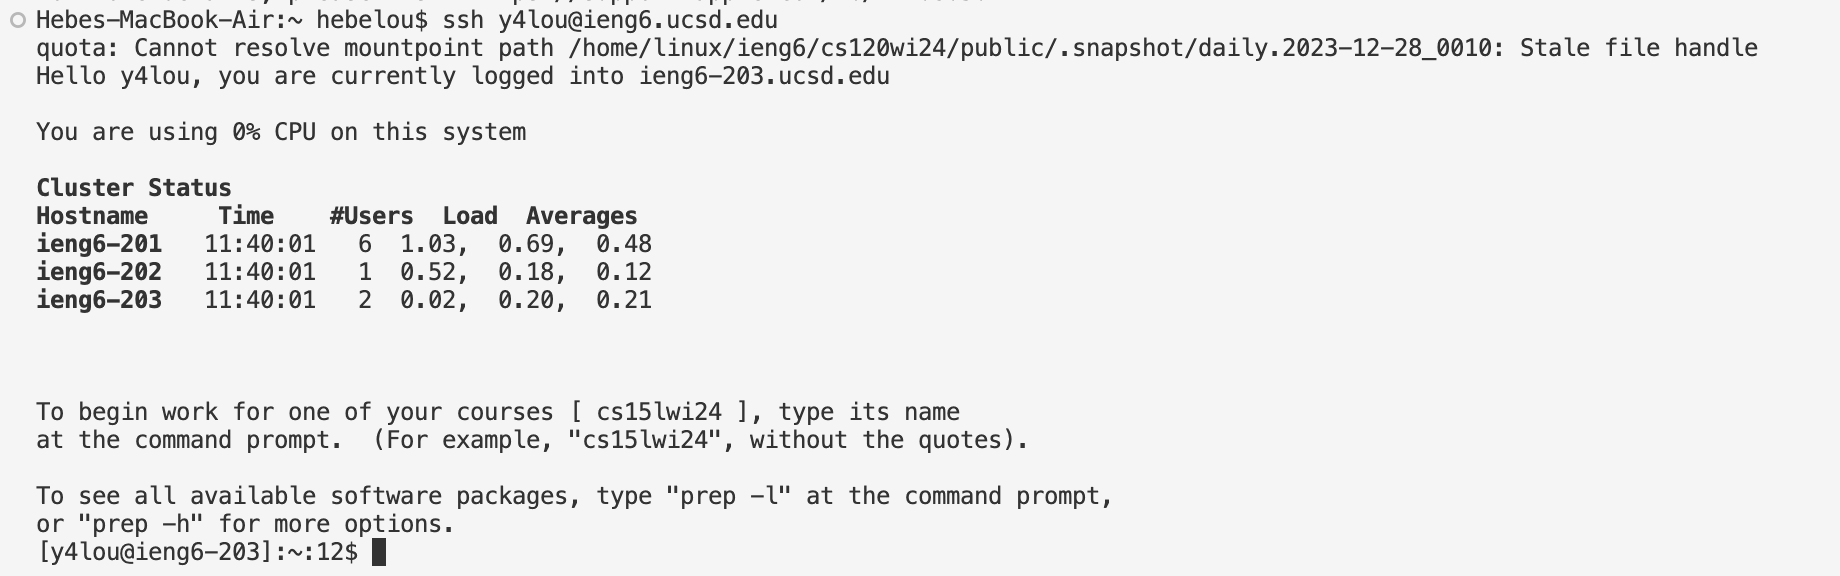 Hebes-MacBook-Air:~ hebelou$ ssh y4lou@ieng6.ucsd.edu
quota: Cannot resolve mountpoint path /home/linux/ieng6/cs120wi24/public/.snapshot/daily.2023-12-28_0010: Stale file handle
Hello y4lou, you are currently logged into ieng6-203.ucsd.edu
You are using 0% CPU on this system
Cluster Status
Hostname Time #Users Load Averages
ieng6-201 11:40:01 6 1.03, 0.69, 0.48
ieng6-202 11:40:01 1 0.52, 0.18, 0.12
ieng6-203 11:40:01 2 0.02, 0.20, 0.21
To begin work for one of your courses [ cs15lwi24 ], type its name
at the command prompt. (For example, "cs15lwi24", without the quotes).
To see all available software packages, type "prep -l" at the command prompt,
or "prep -h" for more options.
[y4lou@ieng6-203]:~:12$